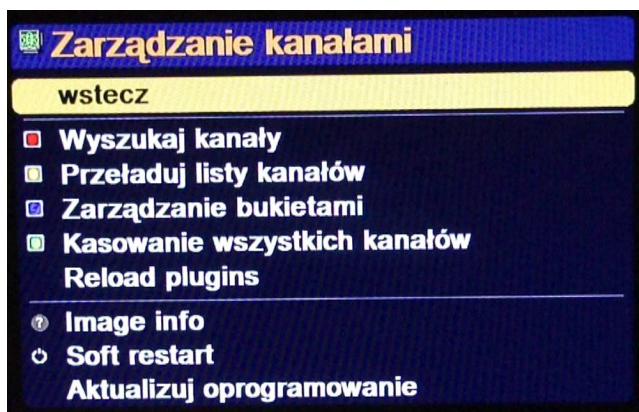 Zarządzanie kanałami
wstecz
Wyszukaj kanały
Przeładuj listy kanałów
Zarządzanie bukietami
Kasowanie wszystkich kanałów
Reload plugins
Image info
Soft restart
Aktualizuj oprogramowanie